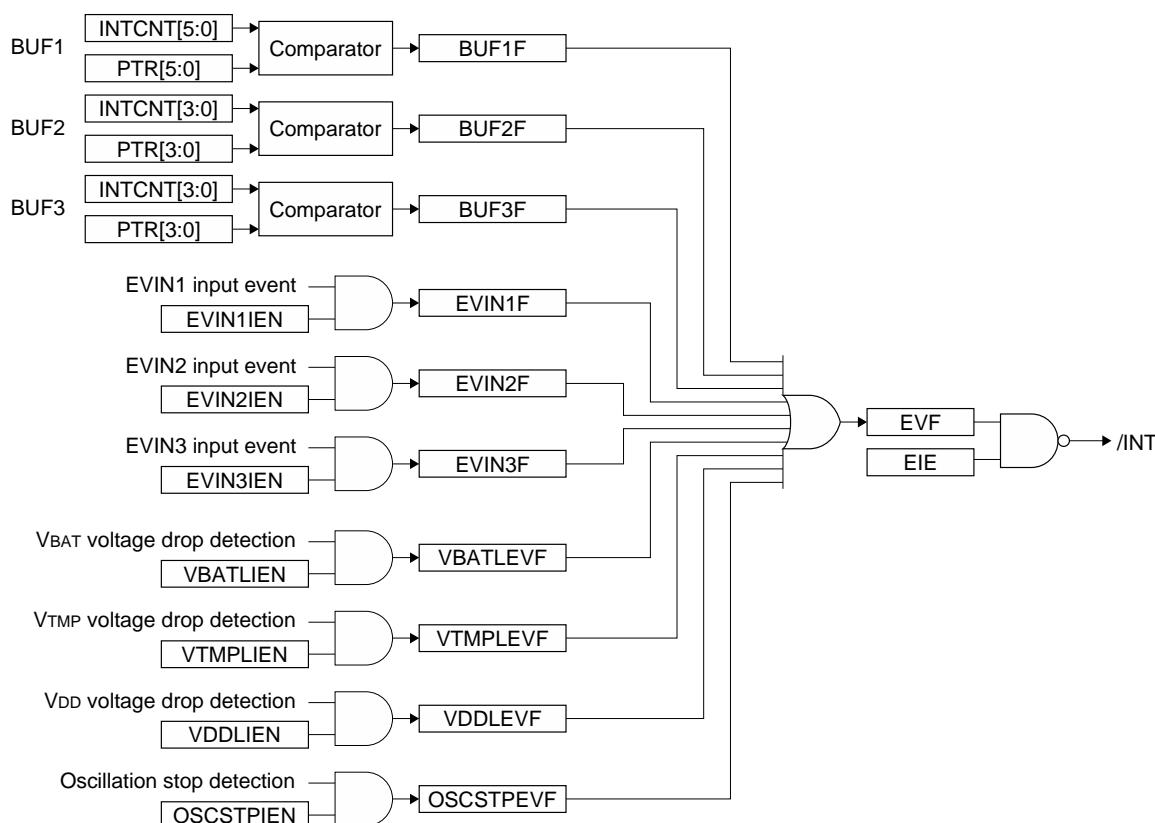 BUF1
INTCNT[5:0]
PTR[5:0]
Comparator
BUF1F
BUF2
INTCNT[3:0]
PTR[3:0]
Comparator
BUF2F
BUF3
INTCNT[3:0]
PTR[3:0]
Comparator
BUF3F
EVIN1 input event
EVIN1IEN
EVIN1F
EVIN2 input event
EVIN2IEN
EVIN2F
EVIN3 input event
EVIN3IEN
EVIN3F
EVF
EIE
/INT
VBAT voltage drop detection
VBATLIEN
VBATLEVF
VTMP voltage drop detection
VTMPLIEN
VTMPLEVF
VDD voltage drop detection
VDDLIEN
VDDLEVF
Oscillation stop detection
OSCSTPIEN
OSCSTPEVF